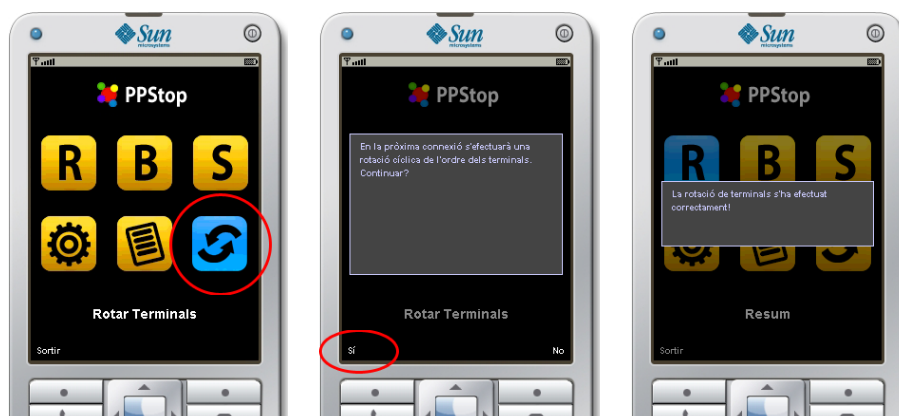 Sun
microsystems
PPStop
R B S
Rotar Terminals
Sortir
Sun
microsystems
PPStop
En la pròxima connexió s'efectuarà una
rotació cíclica de l'ordre dels terminals.
Continuar?
Rotar Terminals
Sí No
Sun
microsystems
PPStop
R B S
La rotació de terminals s'ha efectuat
correctament!
Resum
Sortir